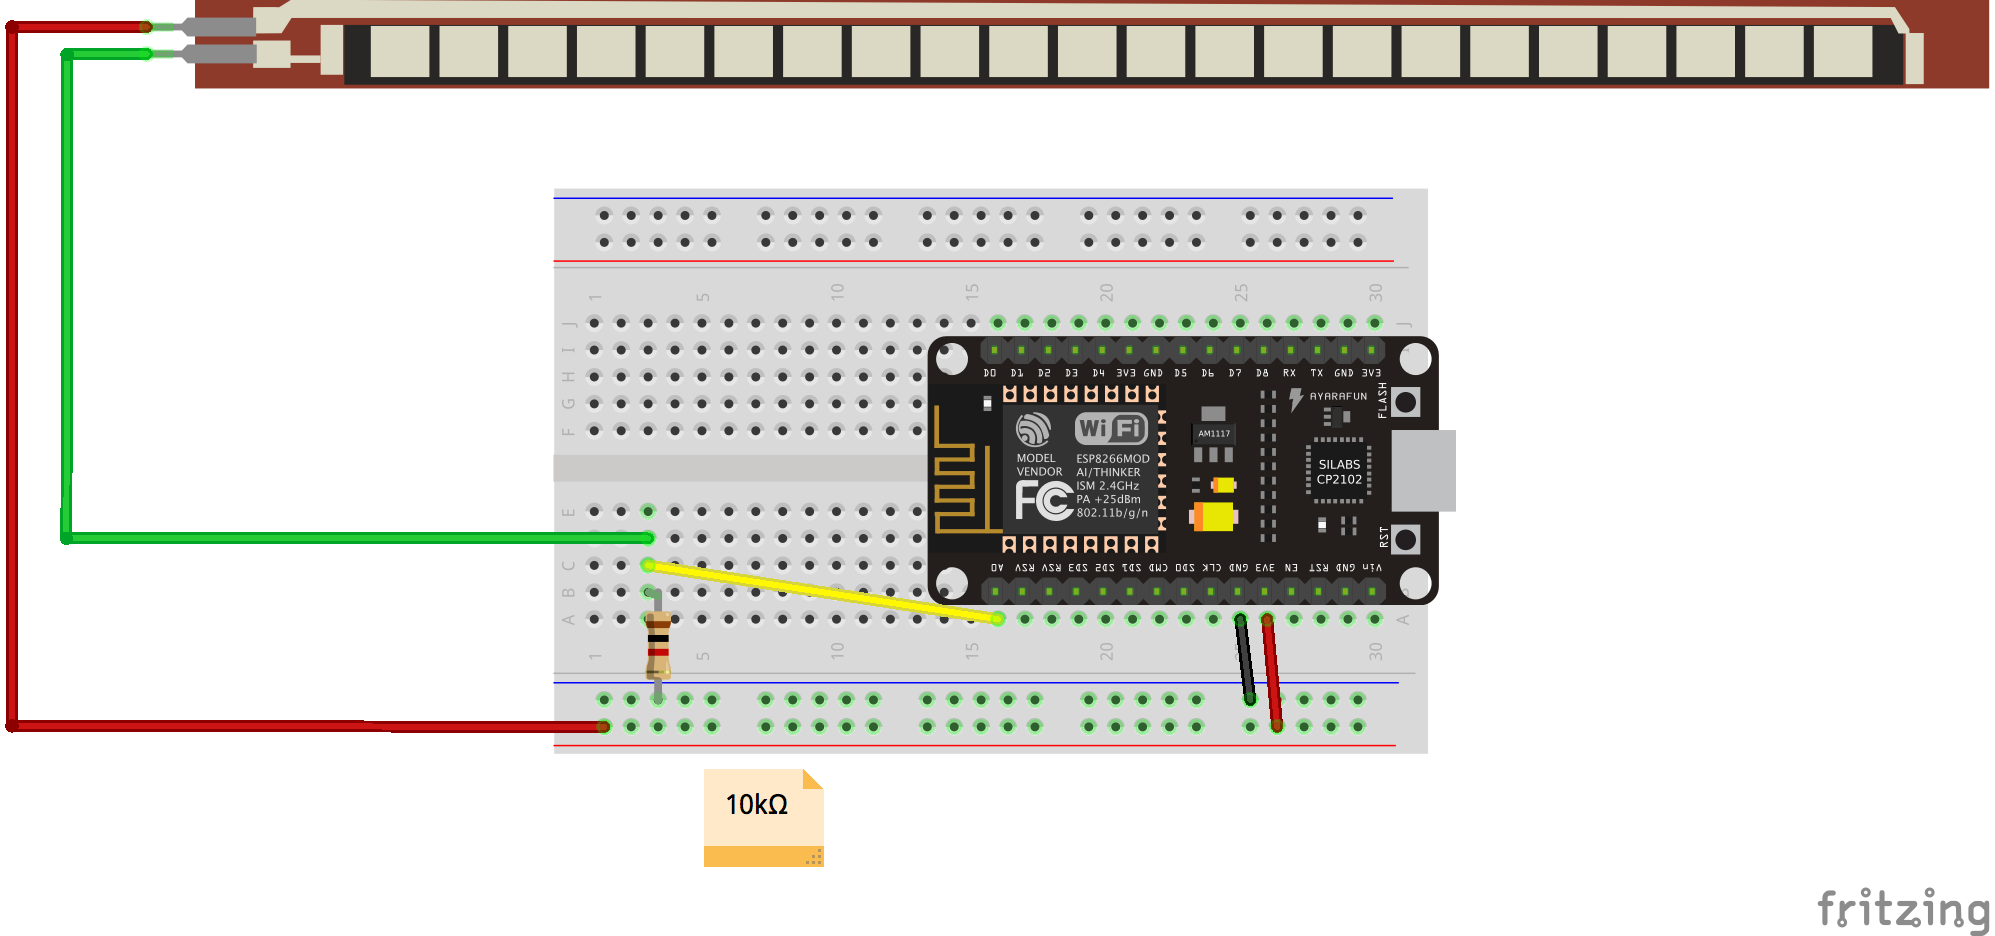 1 5 10 15 20 25 30
J J
I
H
G
F
E
C
B B
A A
D0 D1 D2 D3 D4 3V3 GND D5 D6 D7 D8 RX TX GND 3V3
AYARAFUN
FLASH
WiFi
AM1117
MODEL
VENDOR
ESP8266MOD
AI/THINKER
ISM 2.4GHz
PA +25dBm
802.11b/g/n
FC
SILABS
CP2102
RST
A0 RSV RSV SD3 SD2 SD1 CMD SD0 CLK GND 3V3 EN RST GND Vin
1 5 10 15 20 30
10kΩ
fritzing